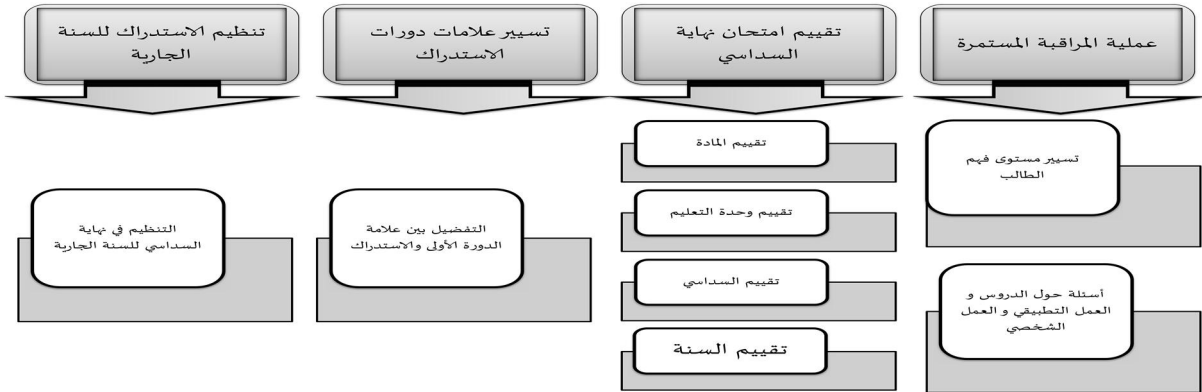 عملية المراقبة المستمرة
تسيير مستوى فهم
الطالب
أسئلة حول الدروس و
العمل التطبيقي و العمل
الشخصي
تقييم امتحان نهاية
السداسي
تقييم المادة
تقييم وحدة التعليم
تقييم السداسي
تقييم السنة
تسيير علامات دورات
الاستدراك
التفضيل بين علامة
الدورة الأولى والاستدراك
تنظيم الاستدراك للسنة
الجارية
التنظيم في نهاية
السداسي للسنة الجارية